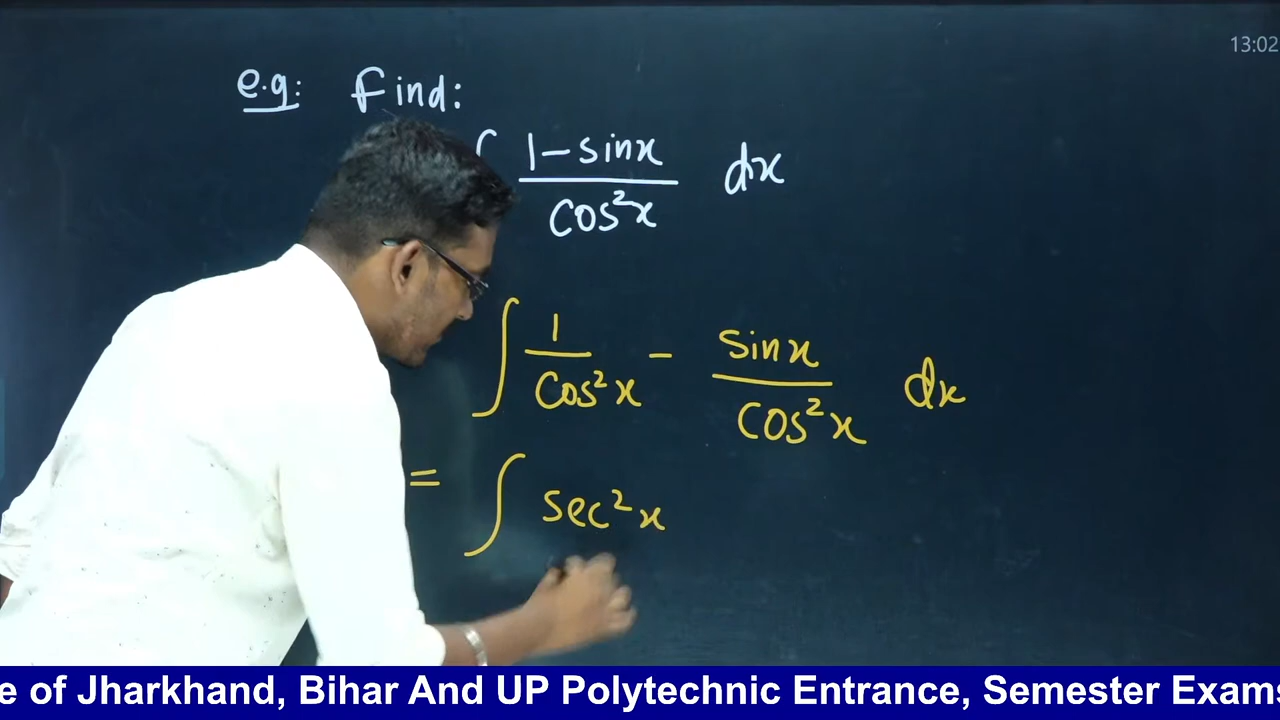 13:02
e.g: Find:
∫ 1-sinx / cos²x dx
∫ 1 / cos²x - sinx / cos²x dx
= ∫ sec²x
e of Jharkhand, Bihar And UP Polytechnic Entrance, Semester Exams